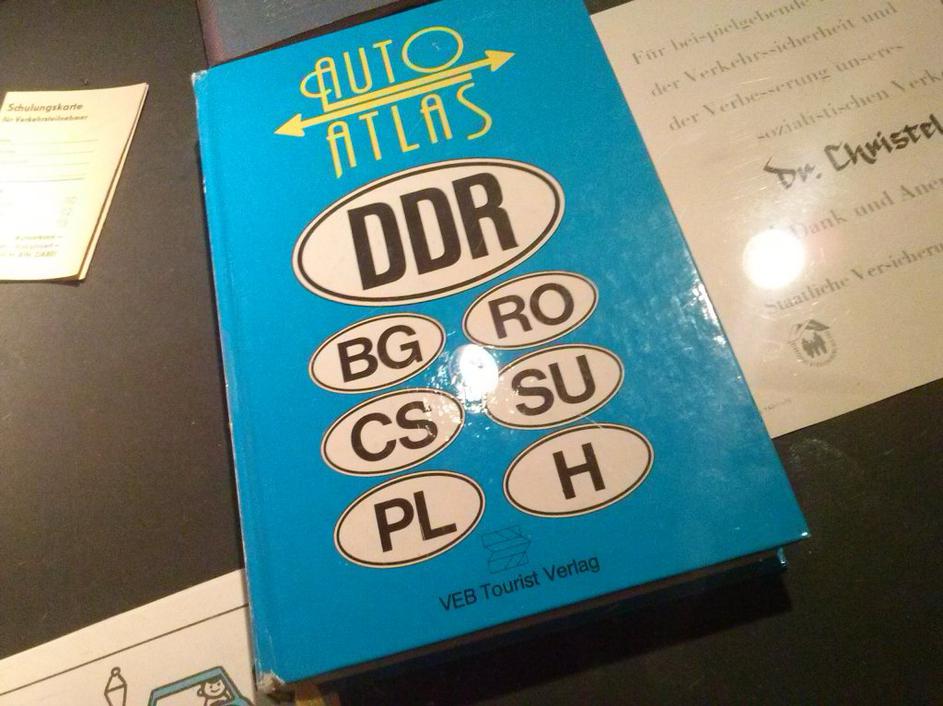 AUTO
ATLAS
DDR
BG
RO
CS
SU
PL
H
VEB Tourist Verlag
Schulungskarte
für Verkehrsteilnehmer
Für beispielgebende
der Verkehrssicherheit und
der Verbesserung unseres
sozialistischen Verk
Dr. Christel
Dank und Aner
Staatliche Versicheru